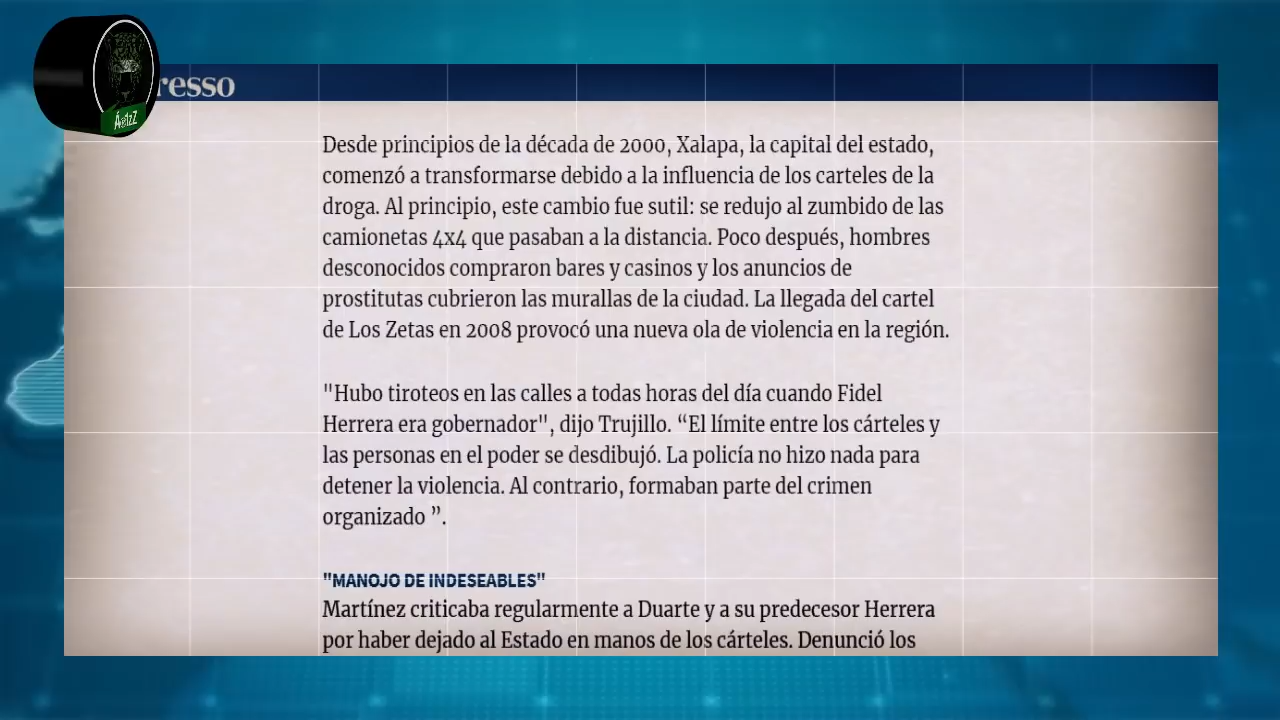 resso
Desde principios de la década de 2000, Xalapa, la capital del estado,
comenzó a transformarse debido a la influencia de los carteles de la
droga. Al principio, este cambio fue sutil: se redujo al zumbido de las
camionetas 4x4 que pasaban a la distancia. Poco después, hombres
desconocidos compraron bares y casinos y los anuncios de
prostitutas cubrieron las murallas de la ciudad. La llegada del cartel
de Los Zetas en 2008 provocó una nueva ola de violencia en la región.
"Hubo tiroteos en las calles a todas horas del día cuando Fidel
Herrera era gobernador", dijo Trujillo. “El límite entre los cárteles y
las personas en el poder se desdibujó. La policía no hizo nada para
detener la violencia. Al contrario, formaban parte del crimen
organizado ”.
"MANOJO DE INDESEABLES"
Martínez criticaba regularmente a Duarte y a su predecesor Herrera
por haber dejado al Estado en manos de los cárteles. Denunció los